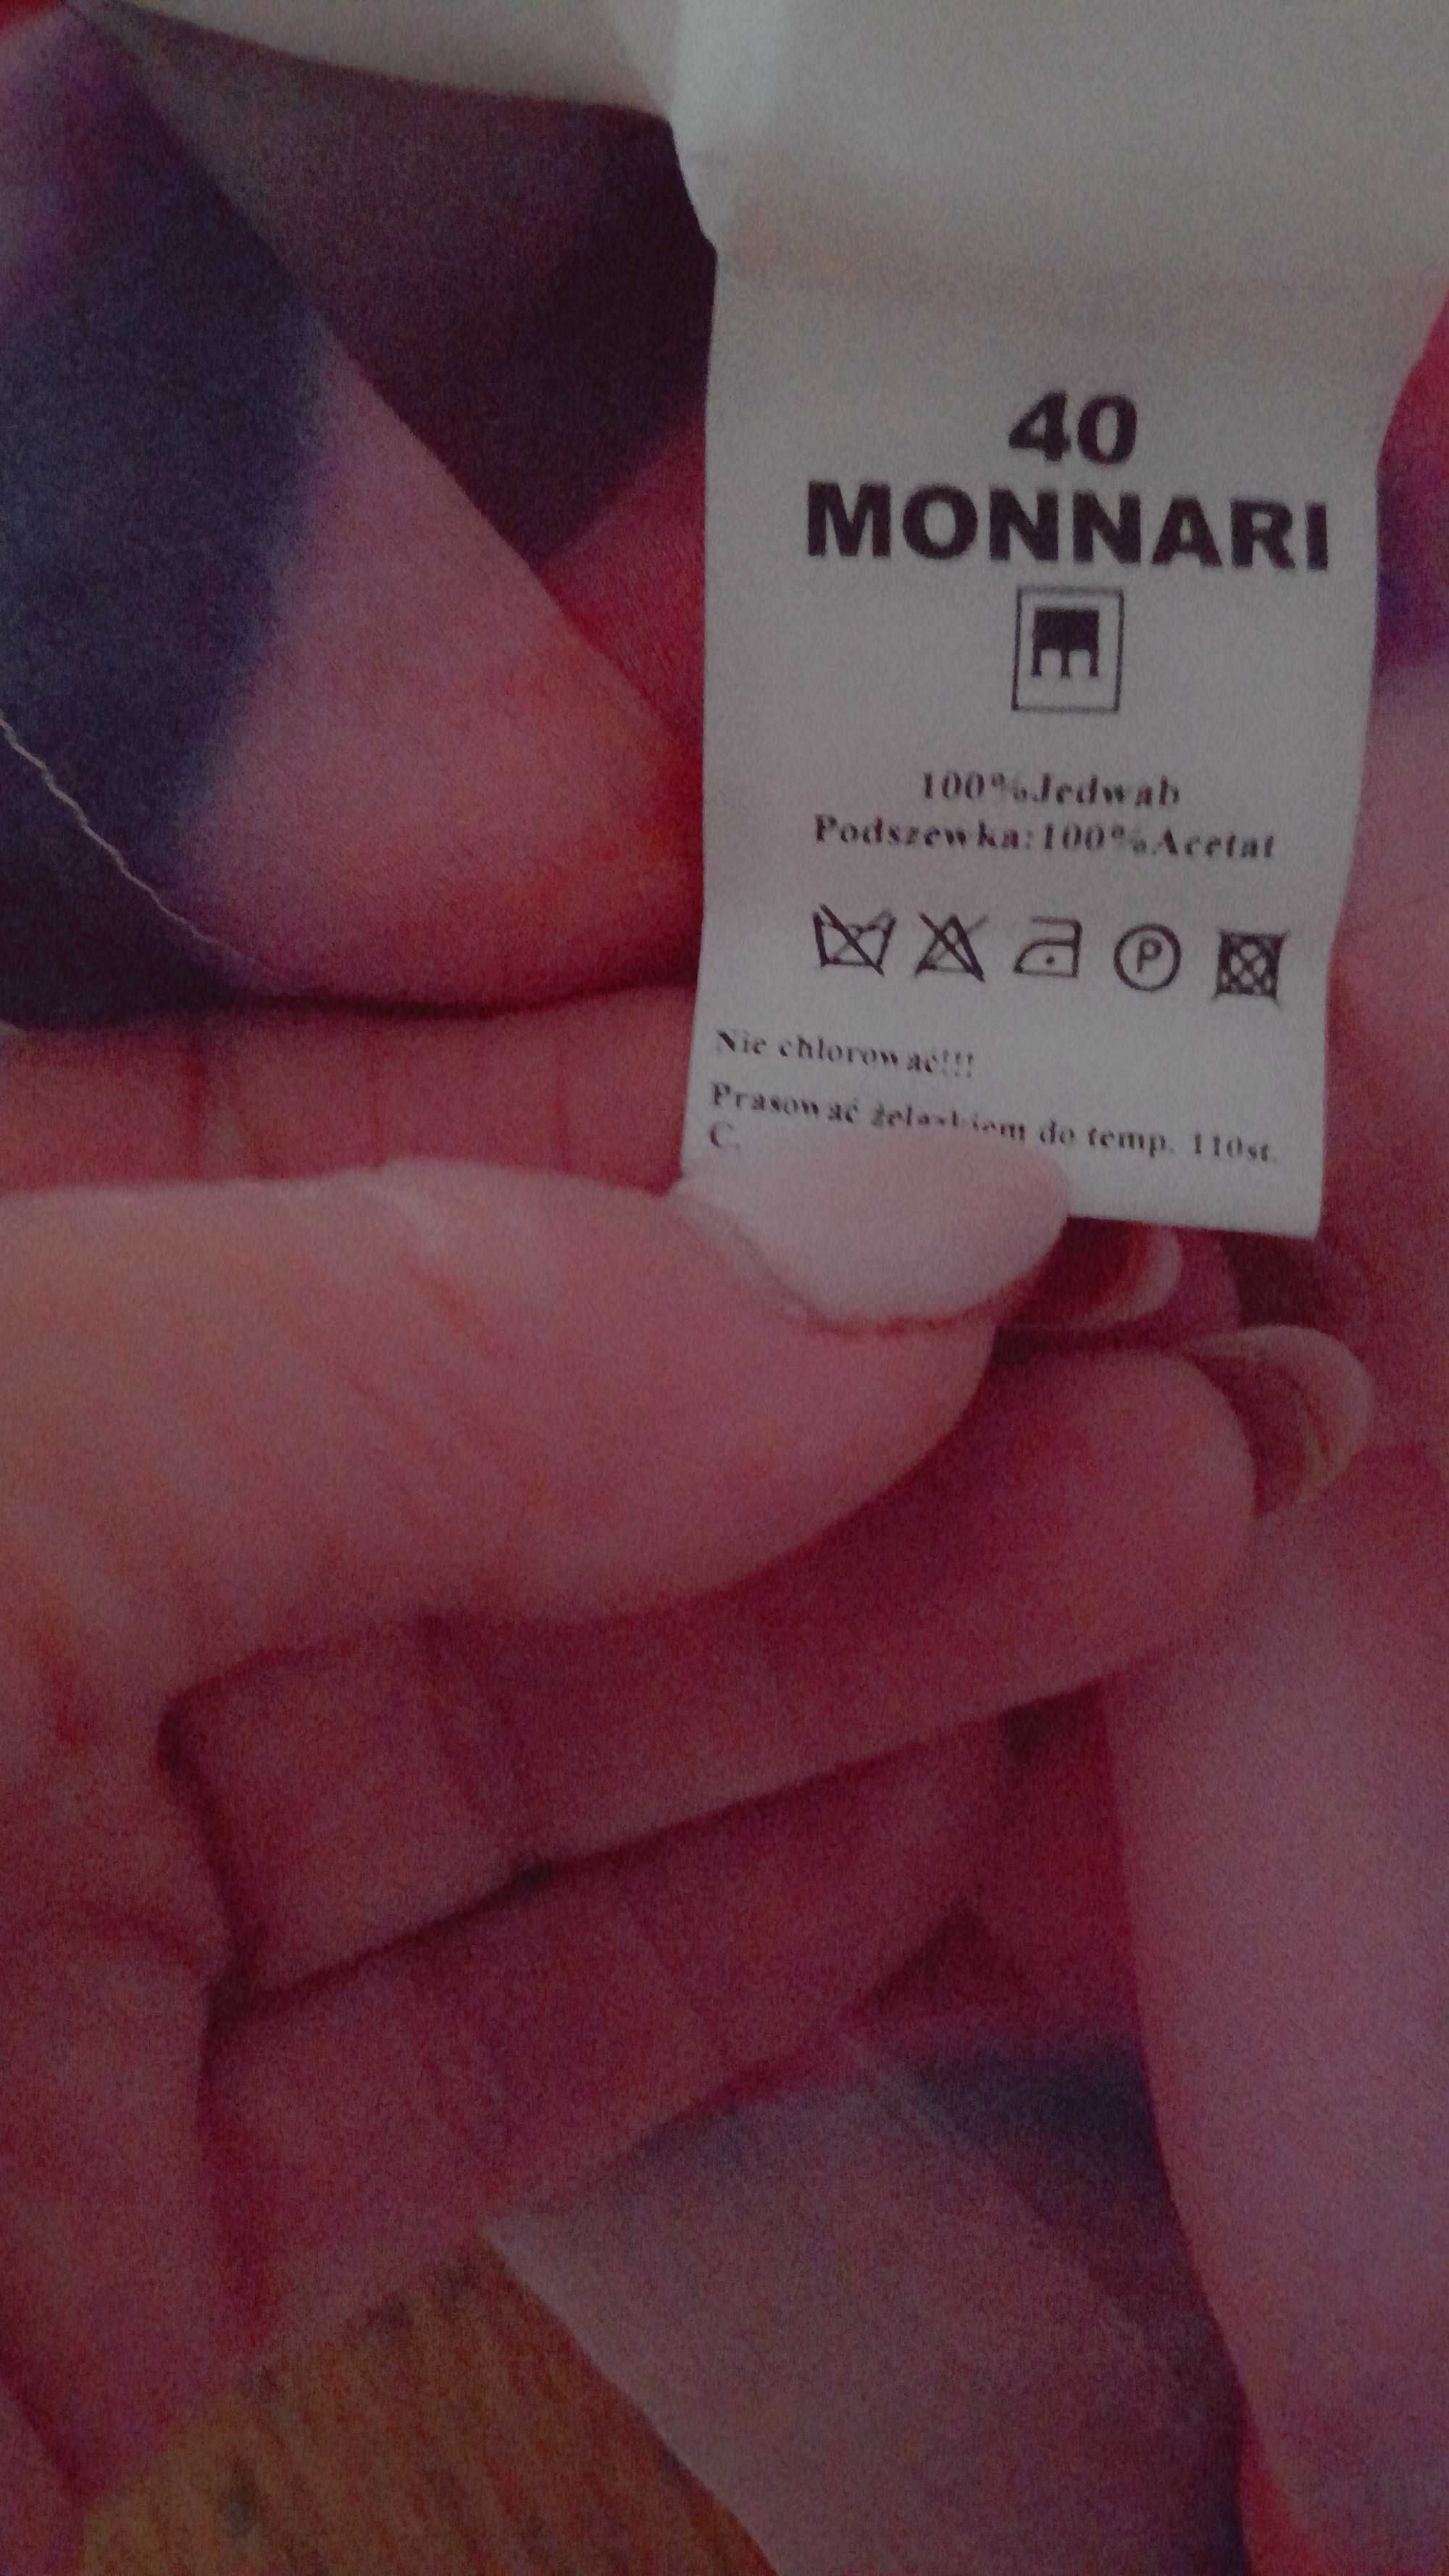 40
MONNARI
100%Jedwab
Podszewka:100%Acetat
P
Nie chlorować!!!
Prasować żelazkiem do temp. 110st.
C.